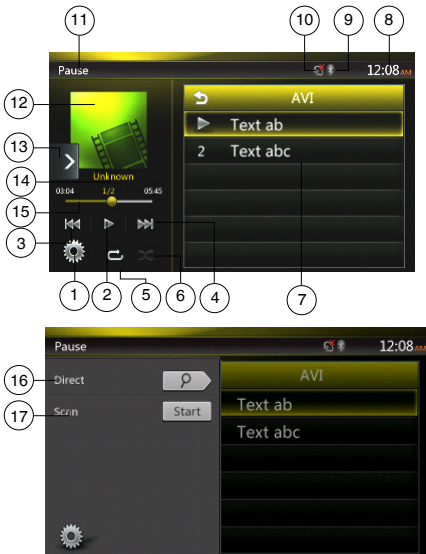 11
10
9
8
Pause
12:08 AM
12
AVI
Text ab
13
2 Text abc
14
Unknown
03:04 1/2 05:45
15
3
1
2
5
6
4
7
Pause
12:08 AM
16
Direct
AVI
17
Scan
Start
Text ab
Text abc